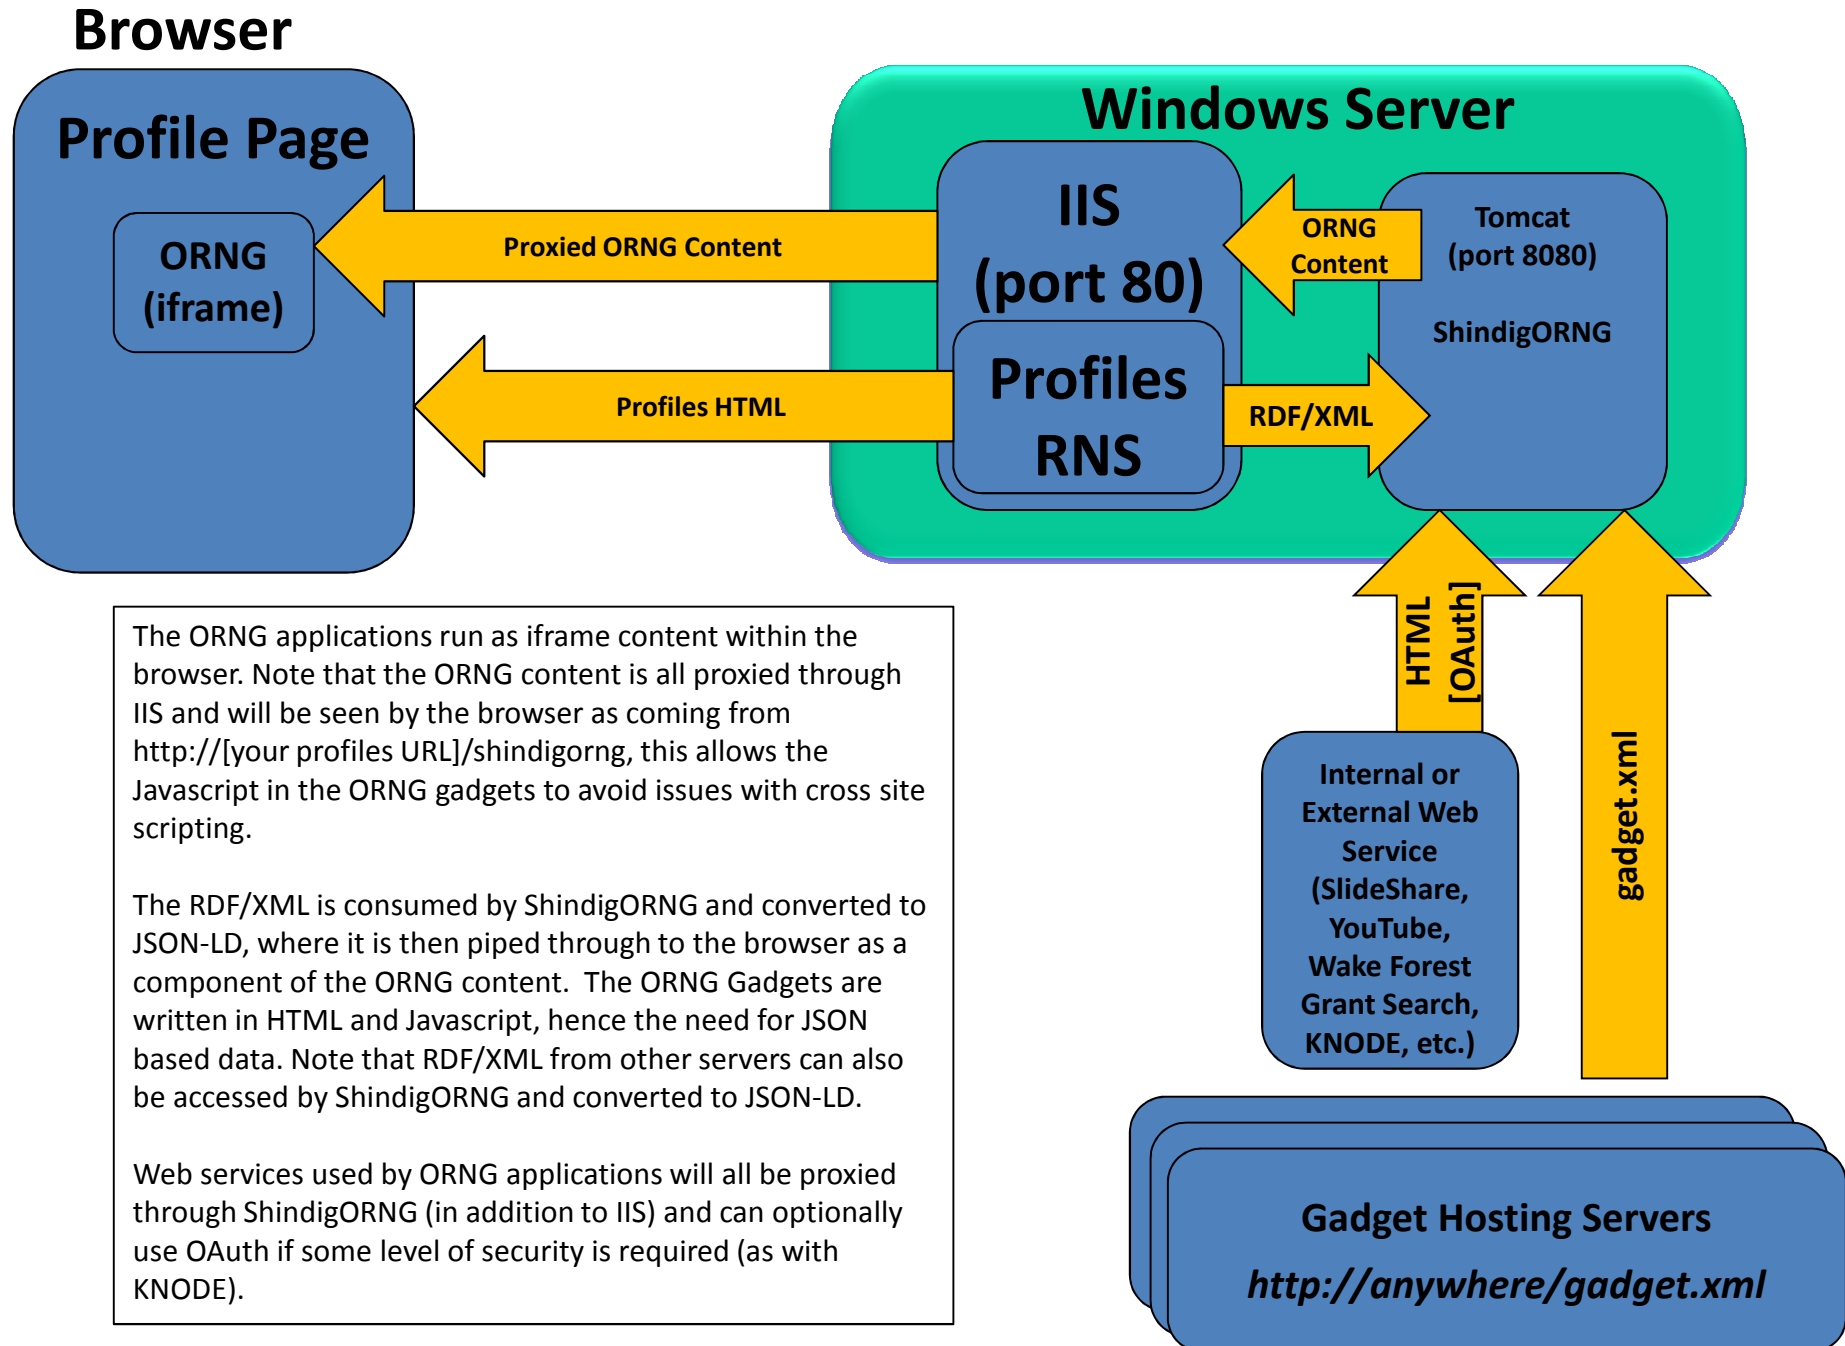 Browser
Profile Page
ORNG
(iframe)
Proxied ORNG Content
Profiles HTML
Windows Server
IIS
(port 80)
Profiles
RNS
ORNG
Content
RDF/XML
Tomcat
(port 8080)
ShindigORNG
HTML
[OAuth]
gadget.xml
Internal or
External Web
Service
(SlideShare,
YouTube,
Wake Forest
Grant Search,
KNODE, etc.)
Gadget Hosting Servers
http://anywhere/gadget.xml
The ORNG applications run as iframe content within the
browser. Note that the ORNG content is all proxied through
IIS and will be seen by the browser as coming from
http://[your profiles URL]/shindigorng, this allows the
Javascript in the ORNG gadgets to avoid issues with cross site
scripting.
The RDF/XML is consumed by ShindigORNG and converted to
JSON-LD, where it is then piped through to the browser as a
component of the ORNG content.  The ORNG Gadgets are
written in HTML and Javascript, hence the need for JSON
based data. Note that RDF/XML from other servers can also
be accessed by ShindigORNG and converted to JSON-LD.
Web services used by ORNG applications will all be proxied
through ShindigORNG (in addition to IIS) and can optionally
use OAuth if some level of security is required (as with
KNODE).